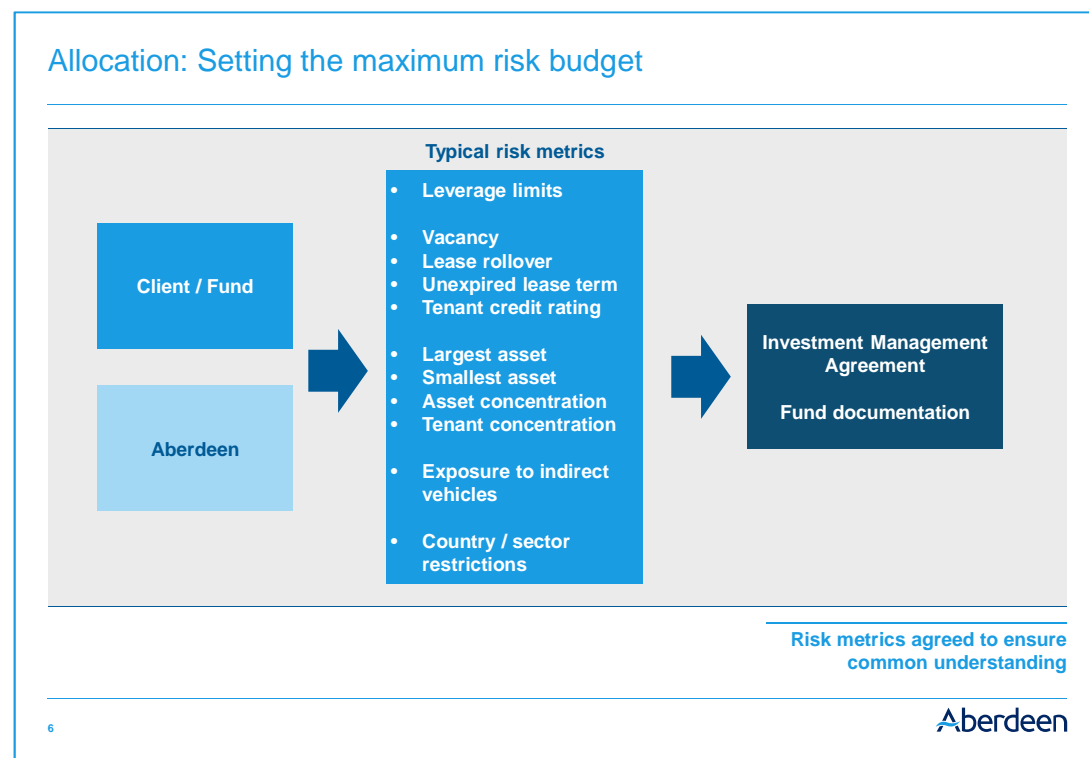 Allocation: Setting the maximum risk budget
Client / Fund
Aberdeen
Typical risk metrics
• Leverage limits
• Vacancy
• Lease rollover
• Unexpired lease term
• Tenant credit rating
• Largest asset
• Smallest asset
• Asset concentration
• Tenant concentration
• Exposure to indirect
vehicles
• Country / sector
restrictions
Investment Management
Agreement
Fund documentation
Risk metrics agreed to ensure
common understanding
6
Aberdeen